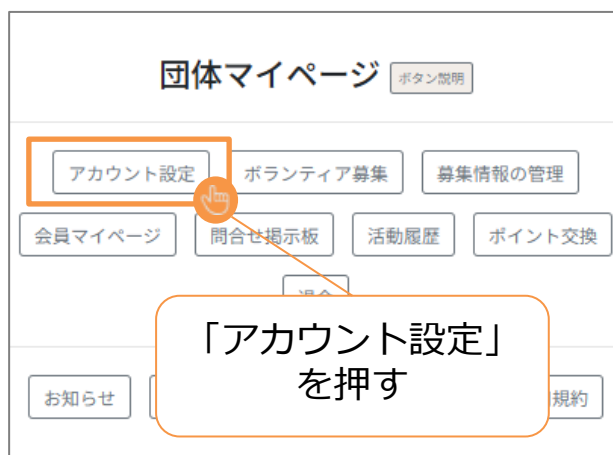 団体マイページ ボタン説明
アカウント設定 ボランティア募集 募集情報の管理
会員マイページ 問合せ掲示板 活動履歴 ポイント交換
「アカウント設定」
を押す
お知らせ 規約